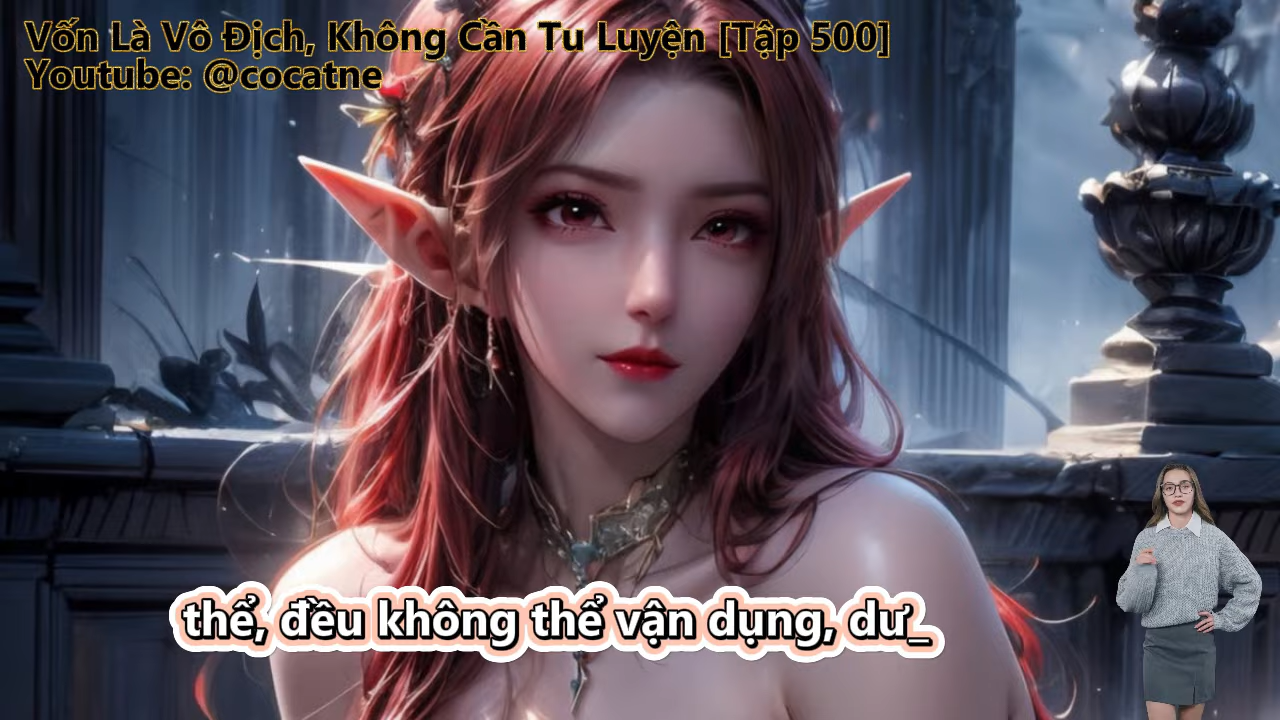 Vốn Là Vô Địch, Không Cần Tu Luyện [Tập 500]
Youtube: @cocatne
thể, đều không thể vận dụng, dư_